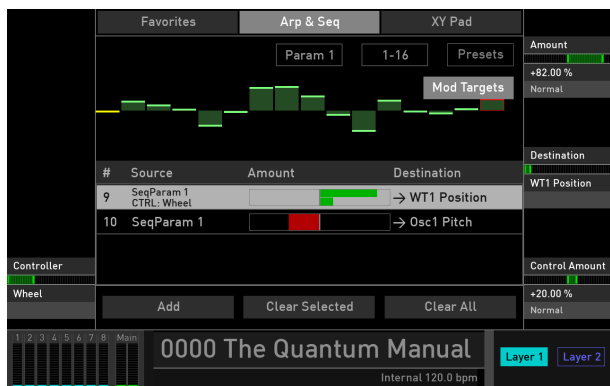 Favorites Arp & Seq XY Pad
Param 1 1-16 Presets
Mod Targets
Amount
+82.00 %
Normal
# Source Amount Destination
9 SeqParam 1 → WT1 Position
CTRL: Wheel
10 SeqParam 1 → Osc1 Pitch
Destination
WT1 Position
Controller
Wheel
Control Amount
+20.00 %
Normal
Add Clear Selected Clear All
1 2 3 4 5 6 7 8 Main
0000 The Quantum Manual
Internal 120.0 bpm
Layer 1 Layer 2